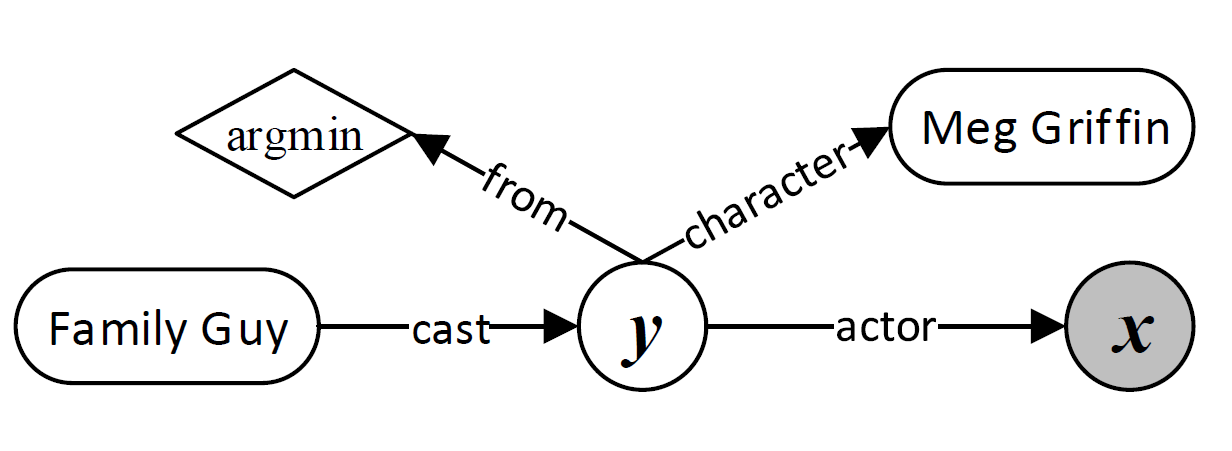 argmin
from
character
Meg Griffin
Family Guy
cast
y
actor
x